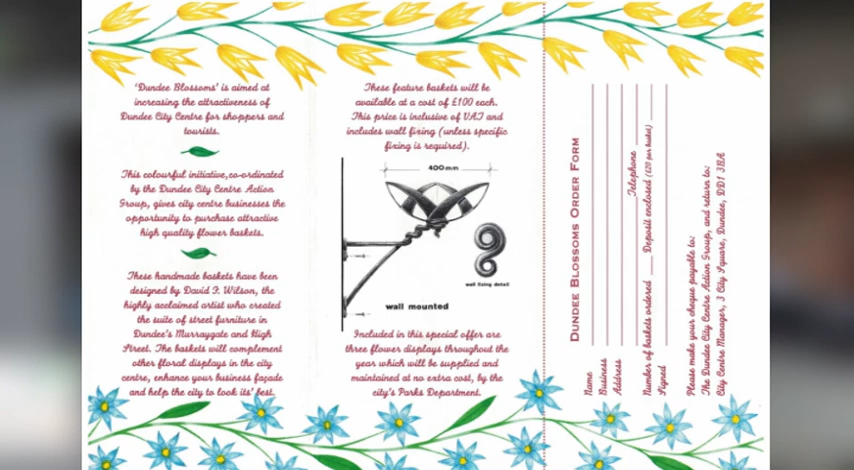 'Dundee Blossoms' is aimed at
increasing the attractiveness of
Dundee City Centre for shoppers and
tourists.
This colourful initiative, co-ordinated
by the Dundee City Centre Action
Group, gives city centre businesses the
opportunity to purchase attractive
high quality flower baskets.
These handmade baskets have been
designed by David F. Wilson, the
highly acclaimed artist who created
the suite of street furniture in
Dundee's Murraygate and High
Street. The baskets will complement
other floral displays in the city
centre, enhance your business façade
and help the city to look its' best.
These feature baskets will be
available at a cost of £100 each.
This price is inclusive of VAT and
includes wall fixing (unless specific
fixing is required).
400mm
wall fixing detail
wall mounted
Included in this special offer are
three flower displays throughout the
year which will be supplied and
maintained at no extra cost, by the
city's Parks Department.
DUNDEE BLOSSOMS ORDER FORM
Name
Business
Address
Telephone
Number of baskets ordered Deposit enclosed (£20 per basket)
Signed
Please make your cheque payable to:
The Dundee City Centre Action Group, and return to:
City Centre Manager, 3 City Square, Dundee, DD1 3BA